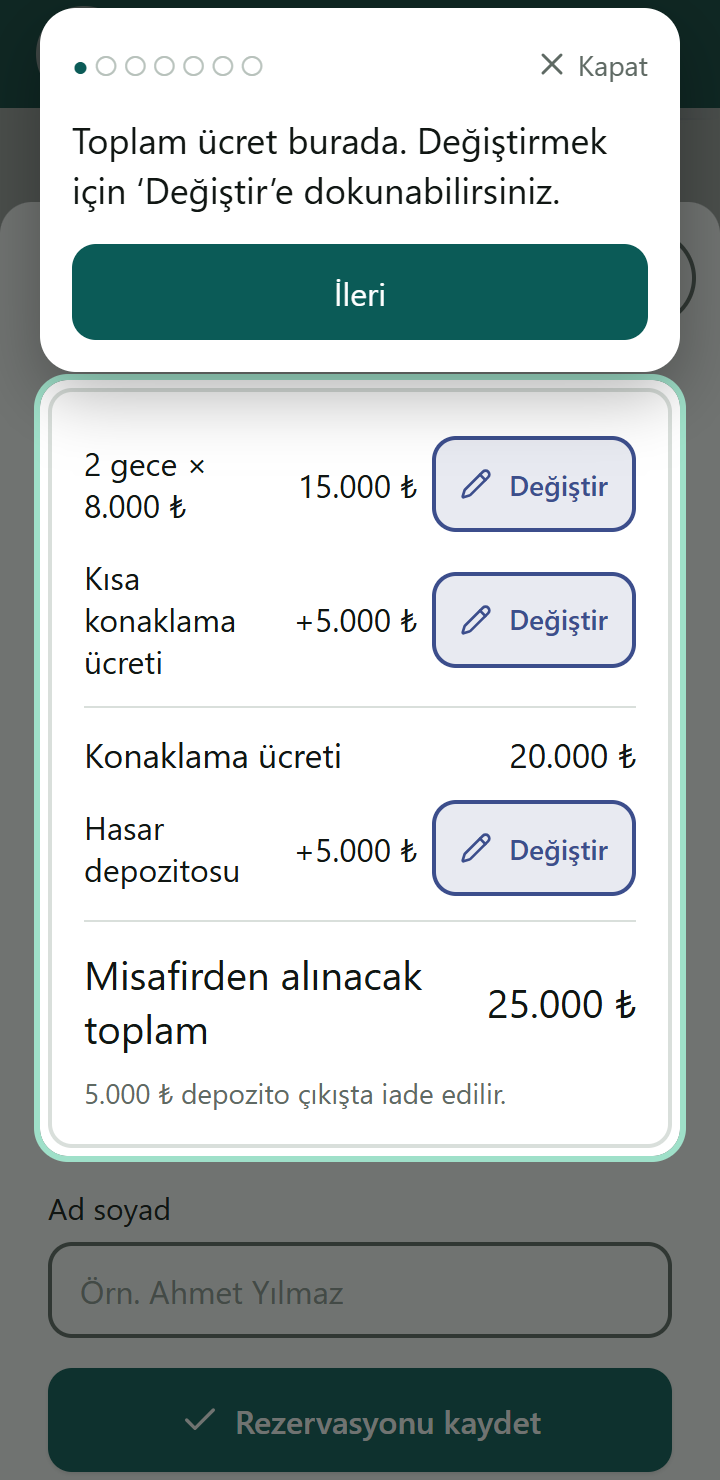 Kapat
Toplam ücret burada. Değiştirmek
için ‘Değiştir’e dokunabilirsiniz.
İleri
2 gece ×
8.000 ₺
15.000 ₺
Değiştir
Kısa
konaklama
ücreti
+5.000 ₺
Değiştir
Konaklama ücreti
20.000 ₺
Hasar
depozitosu
+5.000 ₺
Değiştir
Misafirden alınacak
toplam
25.000 ₺
5.000 ₺ depozito çıkışta iade edilir.
Ad soyad
Örn. Ahmet Yılmaz
Rezervasyonu kaydet